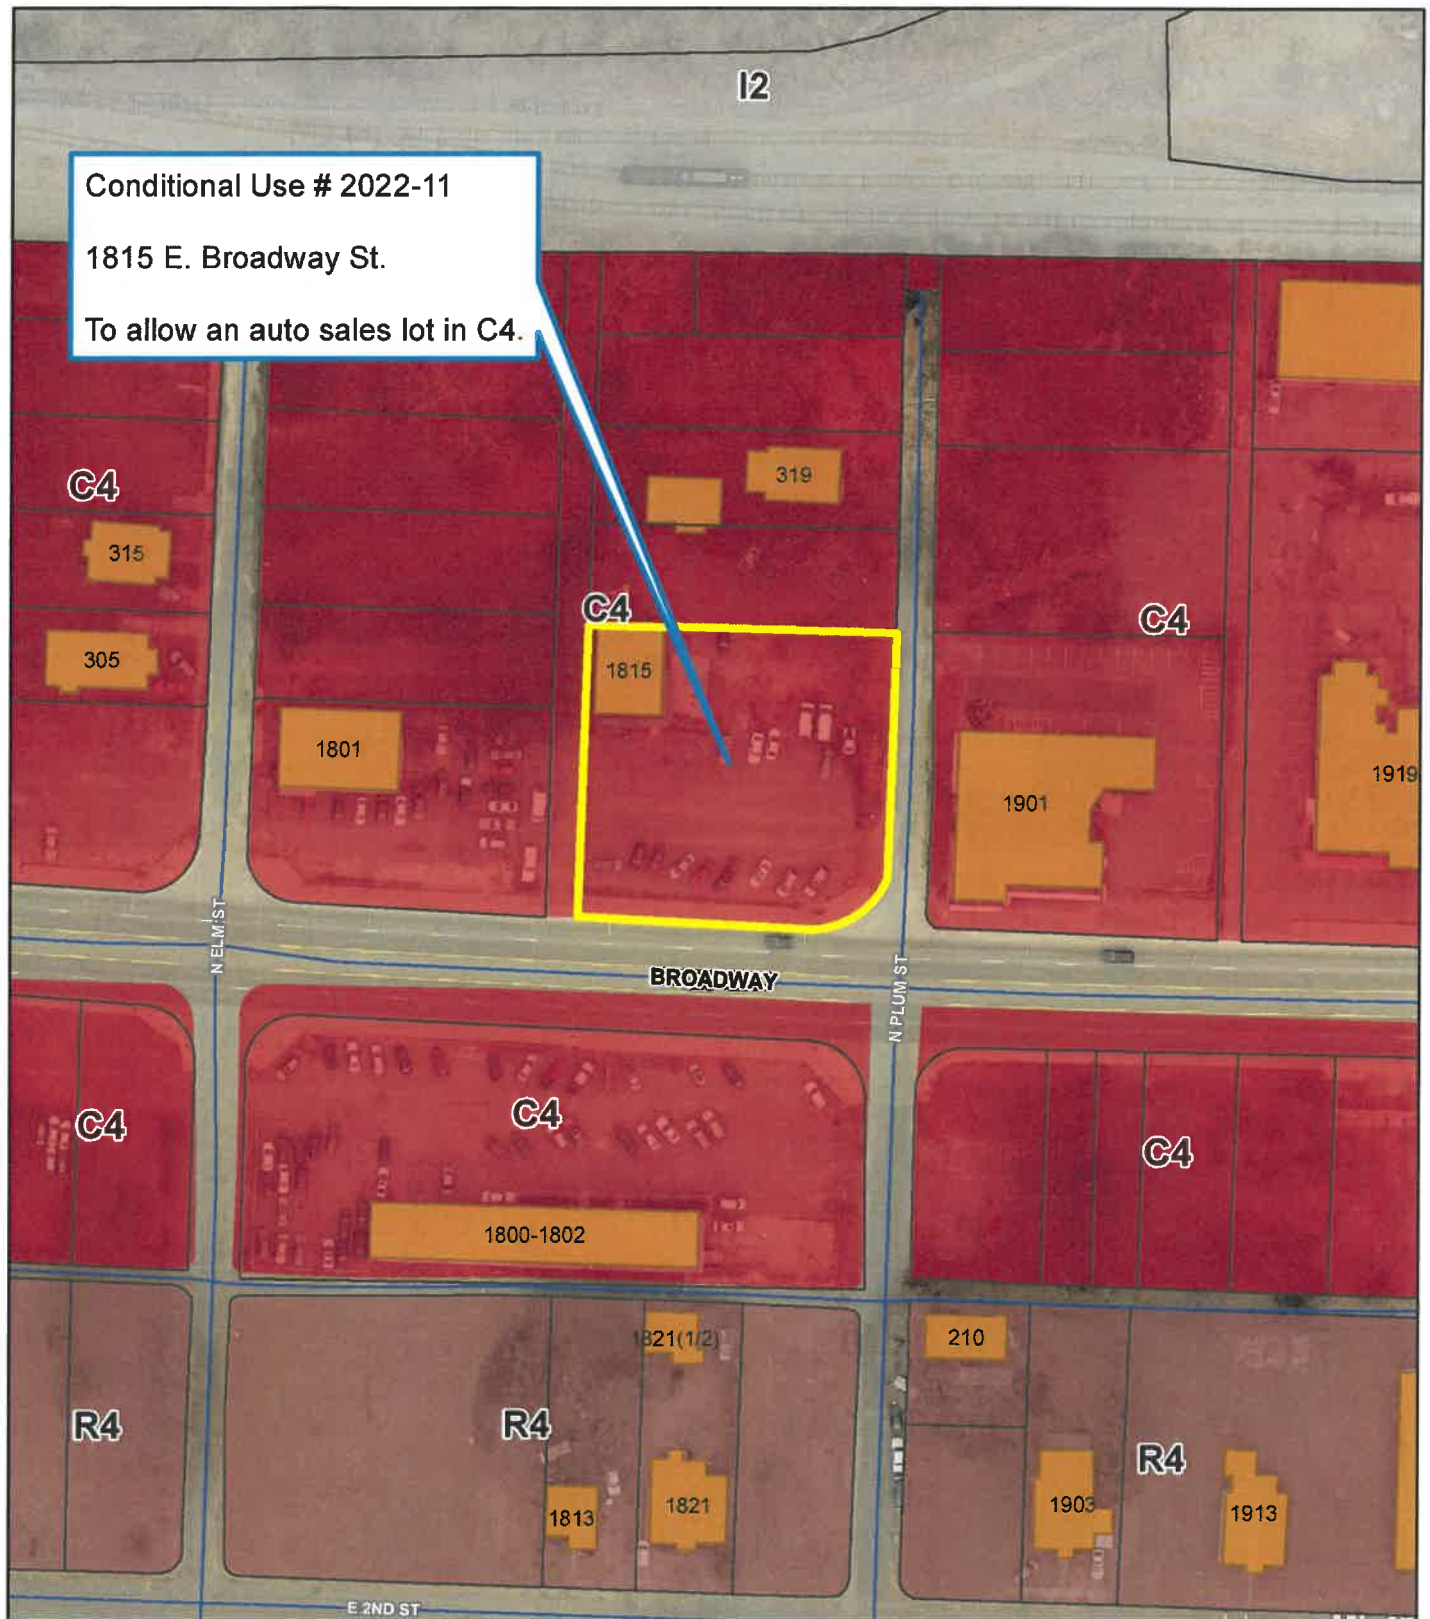 I2
Conditional Use # 2022-11
1815 E. Broadway St.
To allow an auto sales lot in C4.
319
C4
315
C4
C4
305
1815
1801
1901
1919
N ELM ST
BROADWAY
N PLUM ST
C4
C4
C4
1800-1802
1821(1/2)
210
R4
R4
R4
1813
1821
1903
1913
E 2ND ST